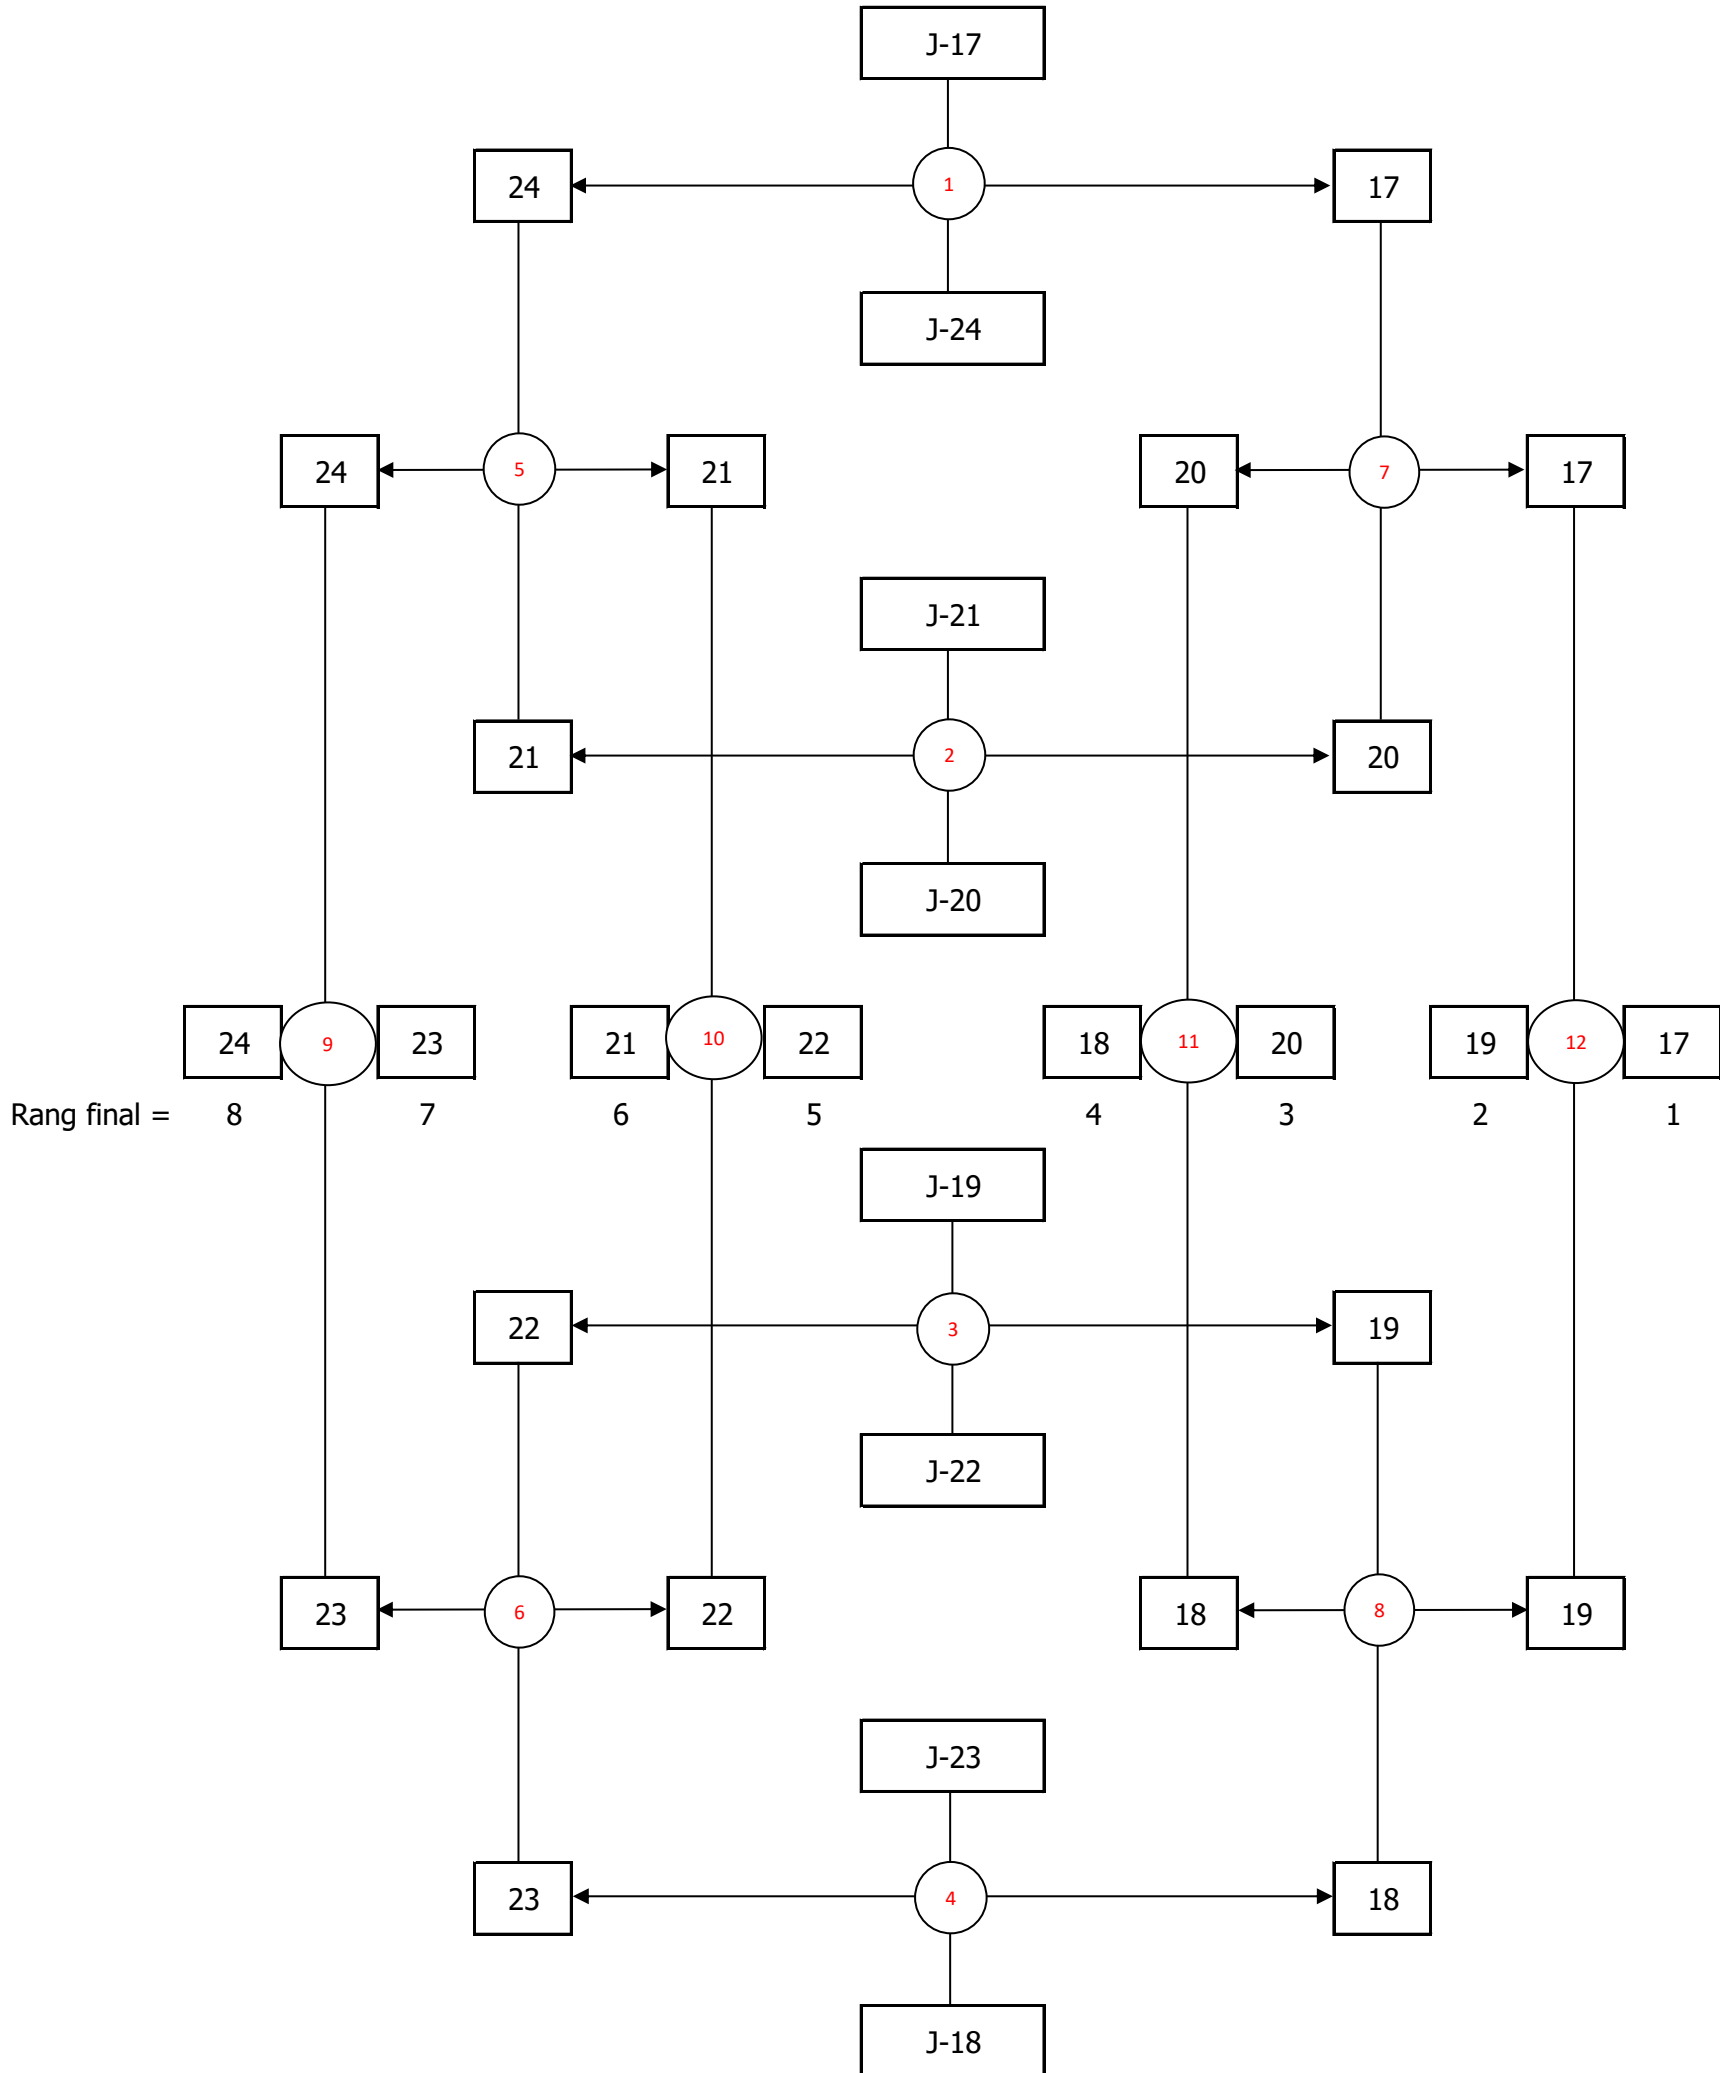 J-17
24 1 17
J-24
24 5 21 20 7 17
J-21
21 2 20
J-20
24 9 23 21 10 22 18 11 20 19 12 17
Rang final = 8 7 6 5 4 3 2 1
J-19
22 3 19
J-22
23 6 22 18 8 19
J-23
23 4 18
J-18